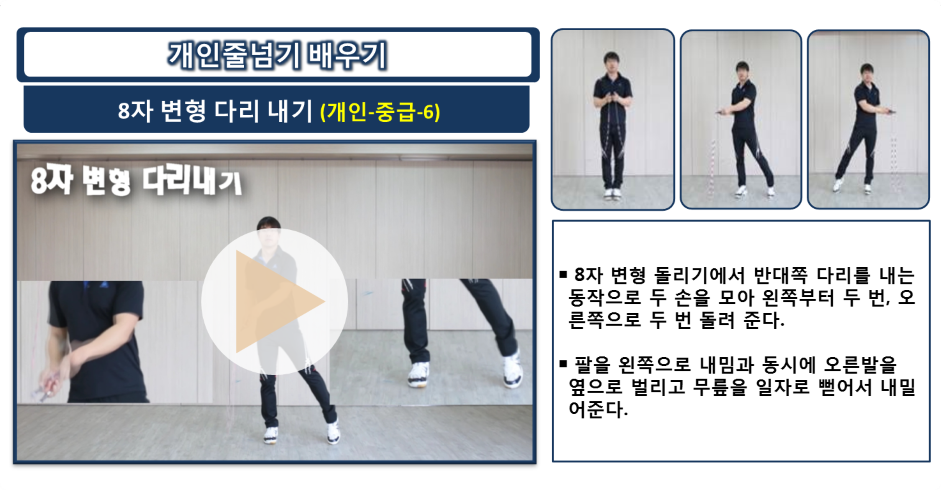 개인줄넘기 배우기
8자 변형 다리 내기 (개인-중급-6)
8자 변형 다리내기
▪ 8자 변형 돌리기에서 반대쪽 다리를 내는
동작으로 두 손을 모아 왼쪽부터 두 번, 오
른쪽으로 두 번 돌려 준다.
▪ 팔을 왼쪽으로 내밈과 동시에 오른발을
옆으로 벌리고 무릎을 일자로 뻗어서 내밀
어준다.